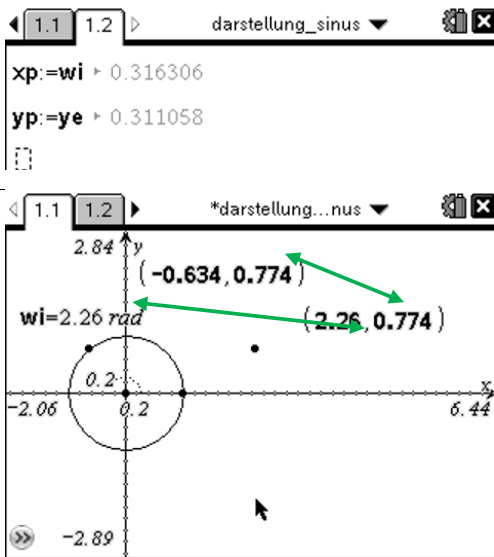 1.1 1.2 darstellung_sinus
xp:=wi ▸ 0.316306
yp:=ye ▸ 0.311058
1.1 1.2 *darstellung...nus
2.84 y
(-0.634,0.774)
wi=2.26 rad (2.26,0.774)
0.2 x
-2.06 0.2 6.44
-2.89